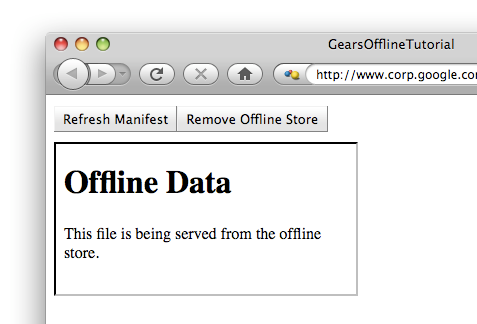 GearsOfflineTutorial
http://www.corp.google.co
Refresh Manifest Remove Offline Store
Offline Data
This file is being served from the offline
store.